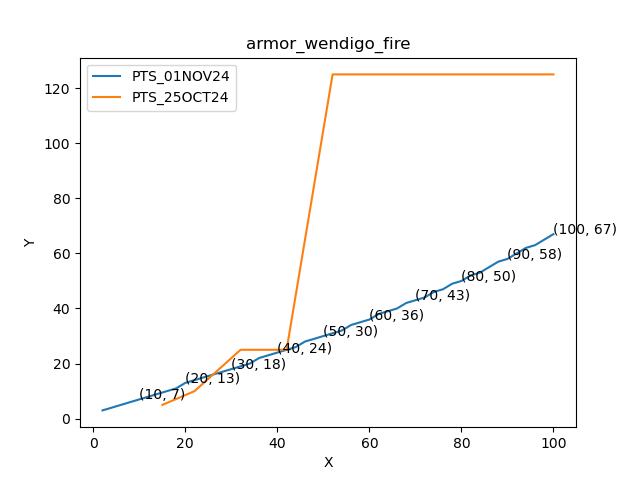 armor_wendigo_fire
PTS_01NOV24
PTS_25OCT24
120
100
80
60
40
20
0
Y
(100, 67)
(90, 58)
(80, 50)
(70, 43)
(60, 36)
(50, 30)
(40, 24)
(30, 18)
(20, 13)
(10, 7)
0 20 40 60 80 100
X